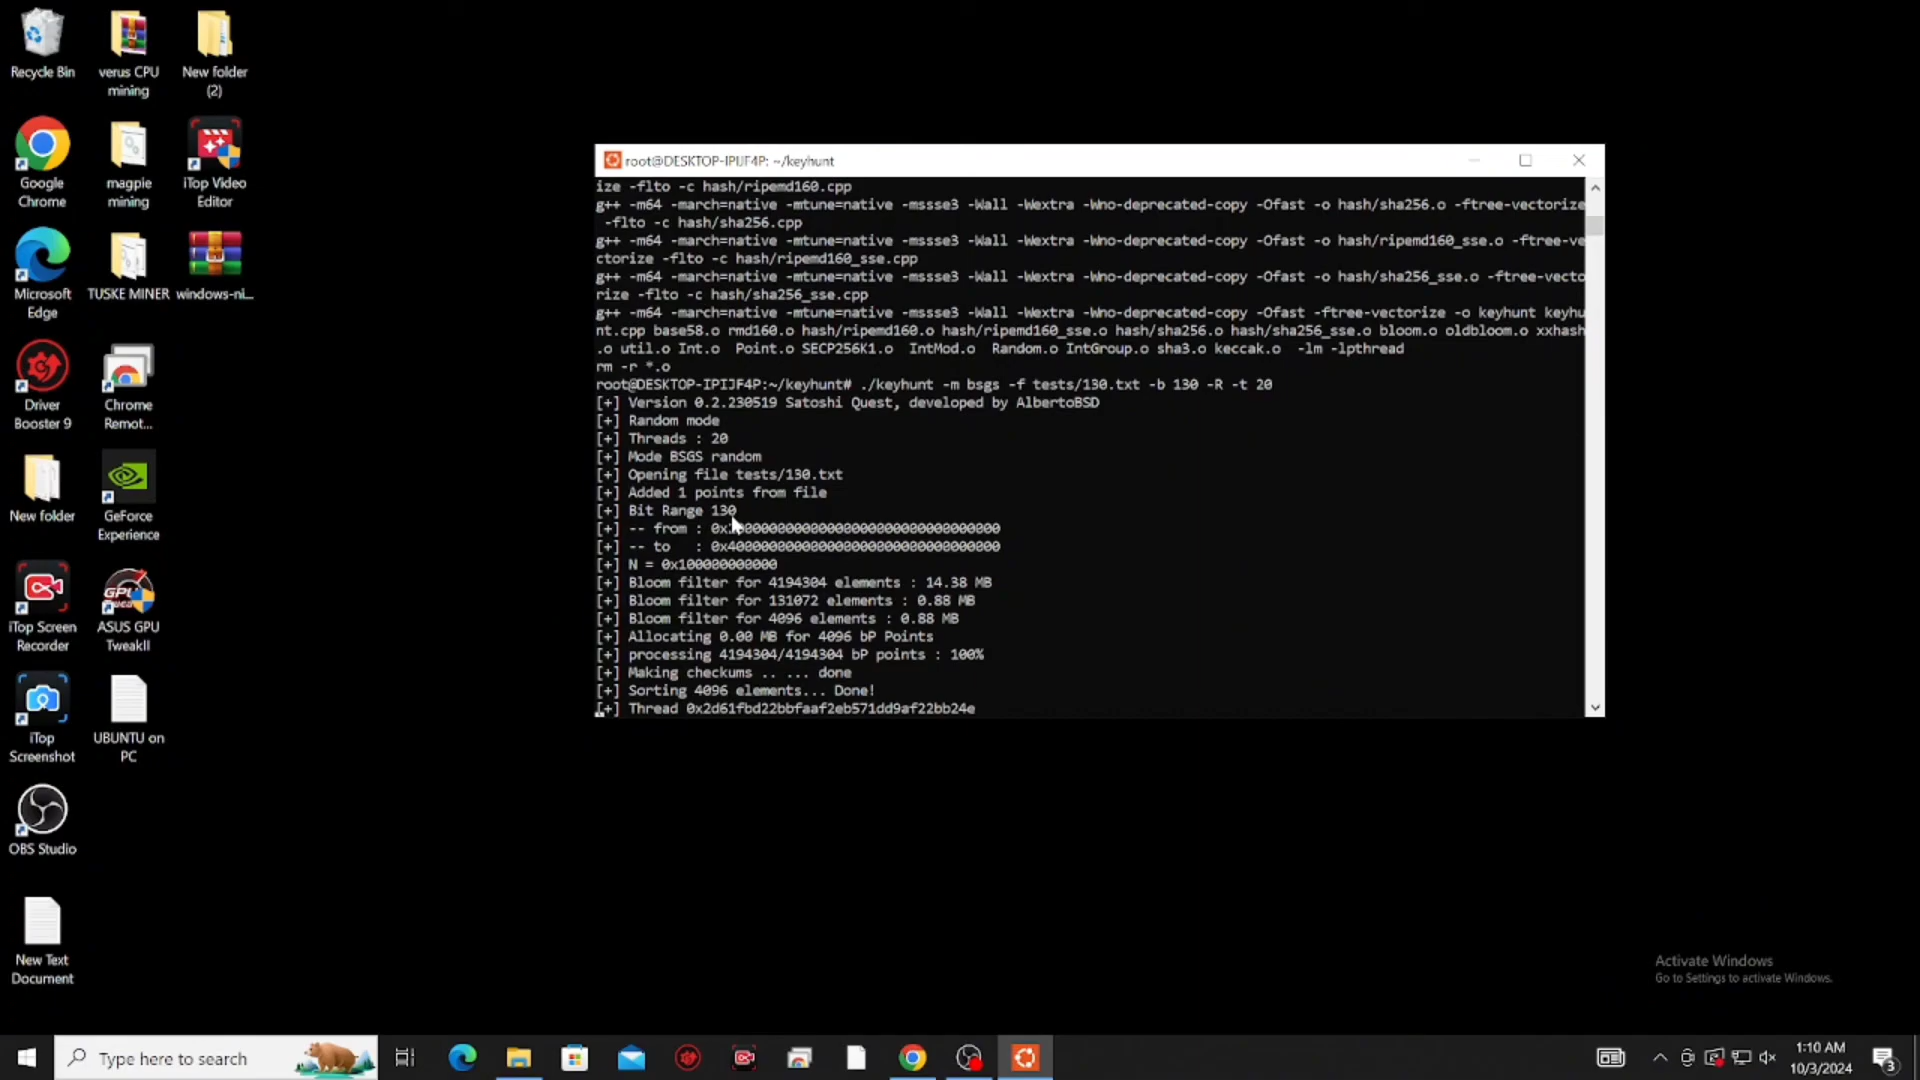 Recycle Bin
verus CPU
mining
New folder
(2)
Google
Chrome
magpie
mining
iTop Video
Editor
Microsoft
Edge
TUSKE MINER
windows-ni...
Driver
Booster 9
Chrome
Remot...
New folder
GeForce
Experience
iTop Screen
Recorder
ASUS GPU
TweakII
iTop
Screenshot
UBUNTU on
PC
OBS Studio
New Text
Document
root@DESKTOP-IPIJF4P: ~/keyhunt
ize -flto -c hash/ripemd160.cpp
g++ -m64 -march=native -mtune=native -mssse3 -Wall -Wextra -Wno-deprecated-copy -Ofast -o hash/sha256.o -ftree-vectorize
-flto -c hash/sha256.cpp
g++ -m64 -march=native -mtune=native -mssse3 -Wall -Wextra -Wno-deprecated-copy -Ofast -o hash/ripemd160_sse.o -ftree-ve
ctorize -flto -c hash/ripemd160_sse.cpp
g++ -m64 -march=native -mtune=native -mssse3 -Wall -Wextra -Wno-deprecated-copy -Ofast -o hash/sha256_sse.o -ftree-vecto
rize -flto -c hash/sha256_sse.cpp
g++ -m64 -march=native -mtune=native -mssse3 -Wall -Wextra -Wno-deprecated-copy -Ofast -ftree-vectorize -o keyhunt keyhu
nt.cpp base58.o rmd160.o hash/ripemd160.o hash/ripemd160_sse.o hash/sha256.o hash/sha256_sse.o bloom.o oldbloom.o xxhash
.o util.o Int.o  Point.o SECP256K1.o  IntMod.o  Random.o IntGroup.o sha3.o keccak.o  -lm -lpthread
rm -r *.o
root@DESKTOP-IPIJF4P:~/keyhunt# ./keyhunt -m bsgs -f tests/130.txt -b 130 -R -t 20
[+] Version 0.2.230519 Satoshi Quest, developed by AlbertoBSD
[+] Random mode
[+] Threads : 20
[+] Mode BSGS random
[+] Opening file tests/130.txt
[+] Added 1 points from file
[+] Bit Range 130
[+] -- from :
[+] -- to   : 0x400000000000000000000000000000000
[+] N = 0x100000000000
[+] Bloom filter for 4194304 elements : 14.38 MB
[+] Bloom filter for 131072 elements : 0.88 MB
[+] Bloom filter for 4096 elements : 0.88 MB
[+] Allocating 0.00 MB for 4096 bP Points
[+] processing 4194304/4194304 bP points : 100%
[+] Making checkums .. ... done
[+] Sorting 4096 elements... Done!
[+] Thread 0x2d61fbd22bbfaaf2eb571dd9af22bb24e
Activate Windows
Go to Settings to activate Windows.
Type here to search
1:10 AM
10/3/2024
3